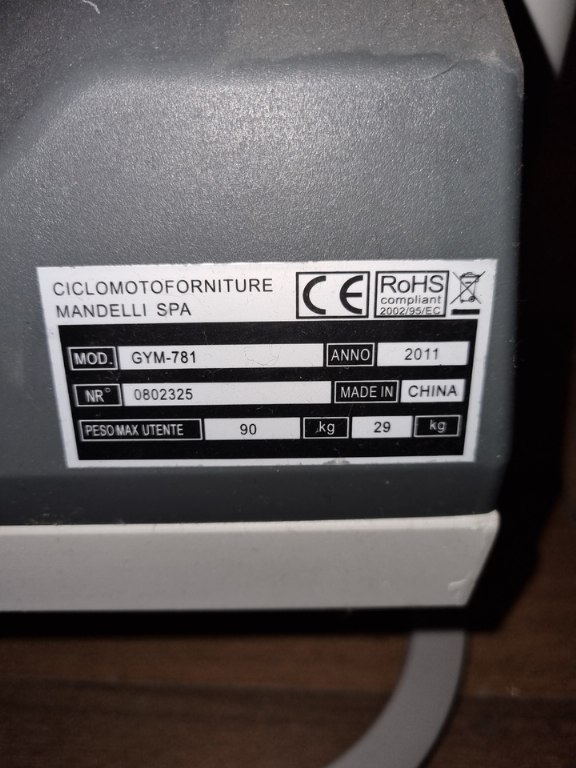 CICLOMOTOFORNITURE
MANDELLI SPA
CE
RoHS
compliant
2002/95/EC
MOD. GYM-781 ANNO 2011
NR° 0802325 MADE IN CHINA
PESO MAX UTENTE 90 kg 29 kg